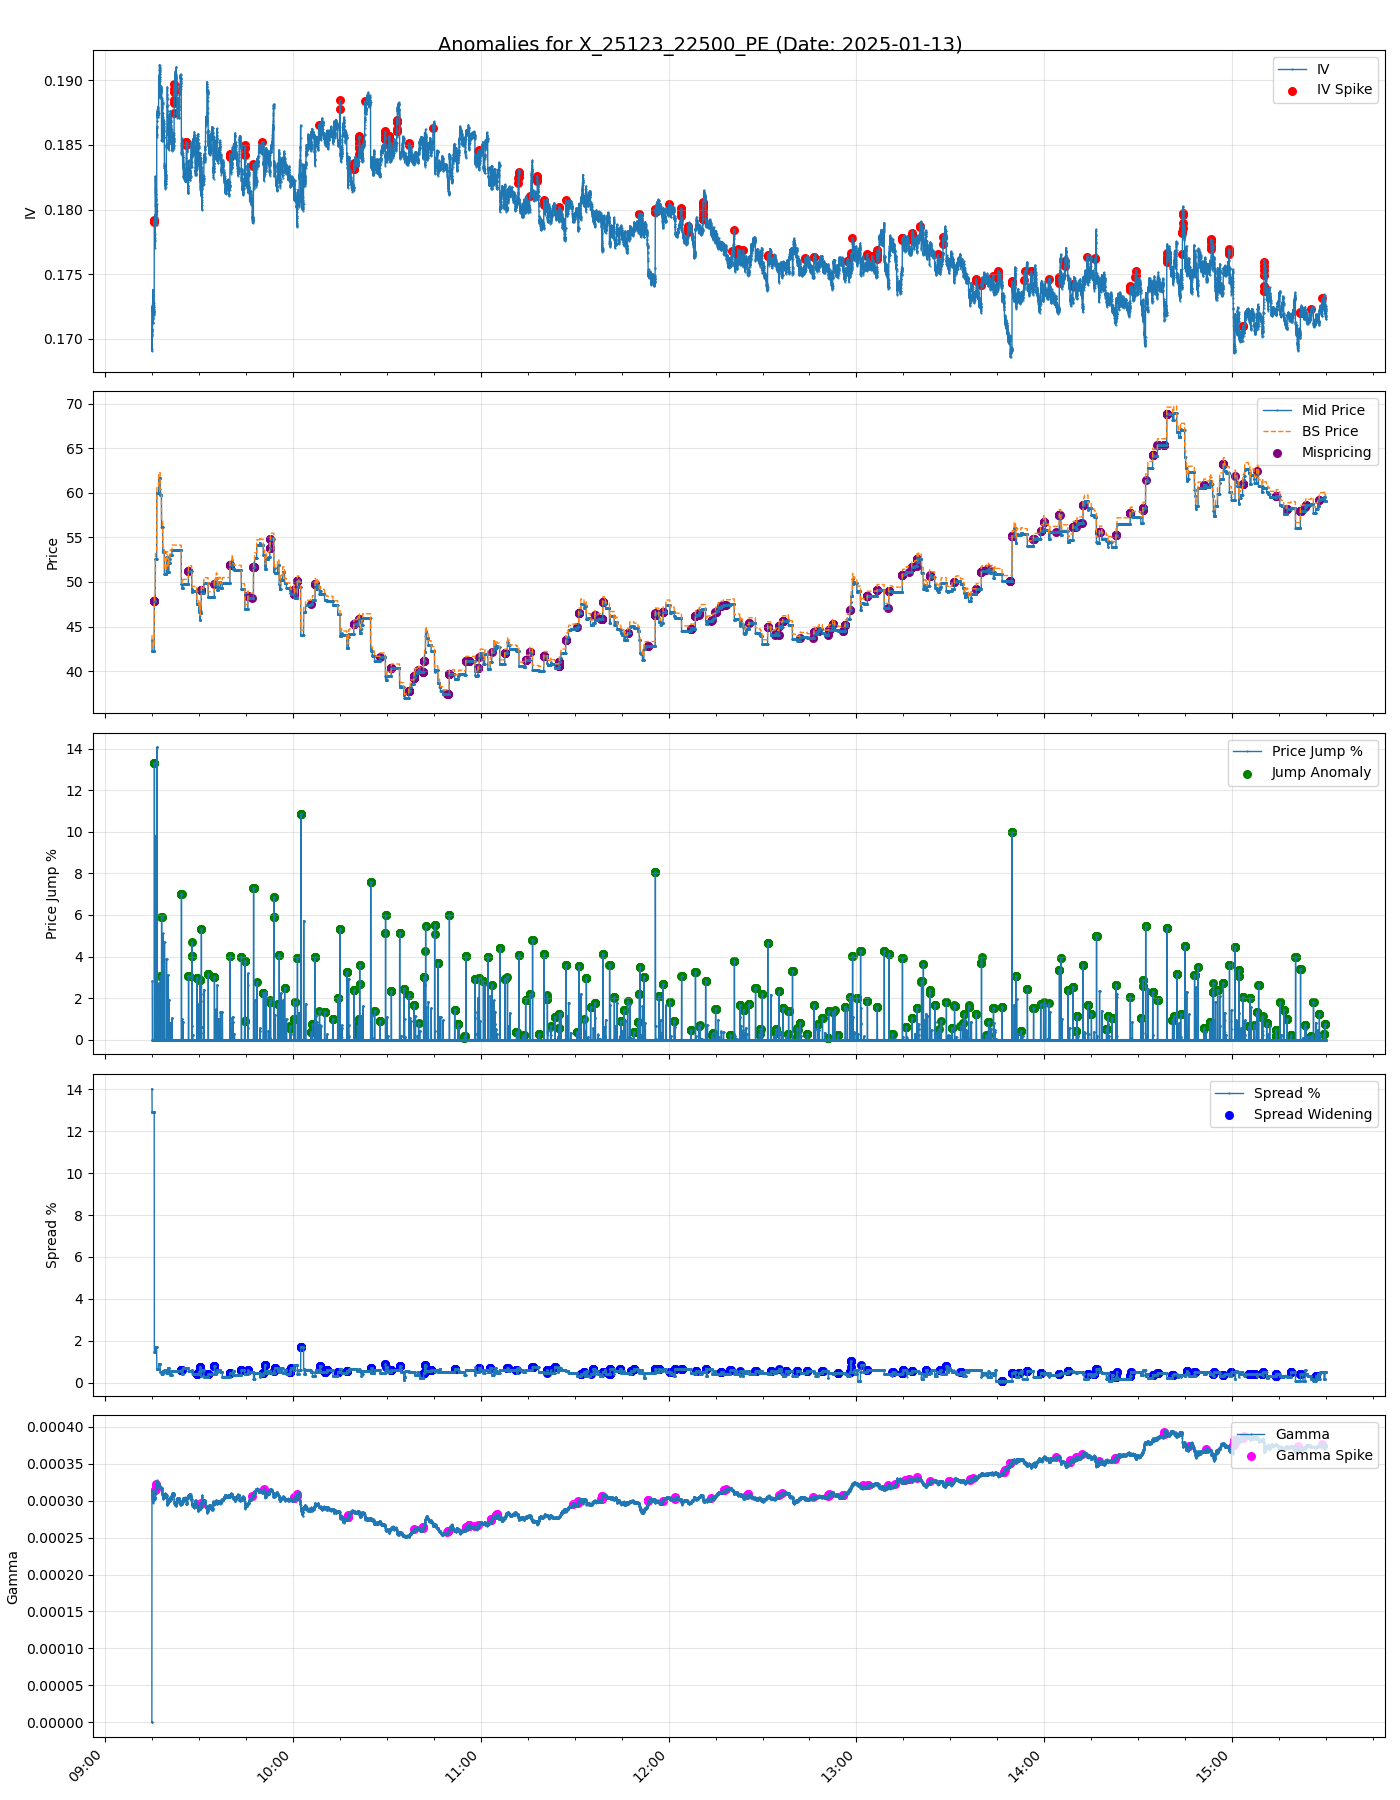 Anomalies for X_25123_22500_PE (Date: 2025-01-13)
IV
IV Spike
0.190
0.185
0.180
0.175
0.170
IV
Mid Price
BS Price
Mispricing
70
65
60
55
50
45
40
Price
Price Jump %
Jump Anomaly
14
12
10
8
6
4
2
0
Price Jump %
Spread %
Spread Widening
14
12
10
8
6
4
2
0
Spread %
Gamma
Gamma Spike
0.00040
0.00035
0.00030
0.00025
0.00020
0.00015
0.00010
0.00005
0.00000
Gamma
09:00
10:00
11:00
12:00
13:00
14:00
15:00